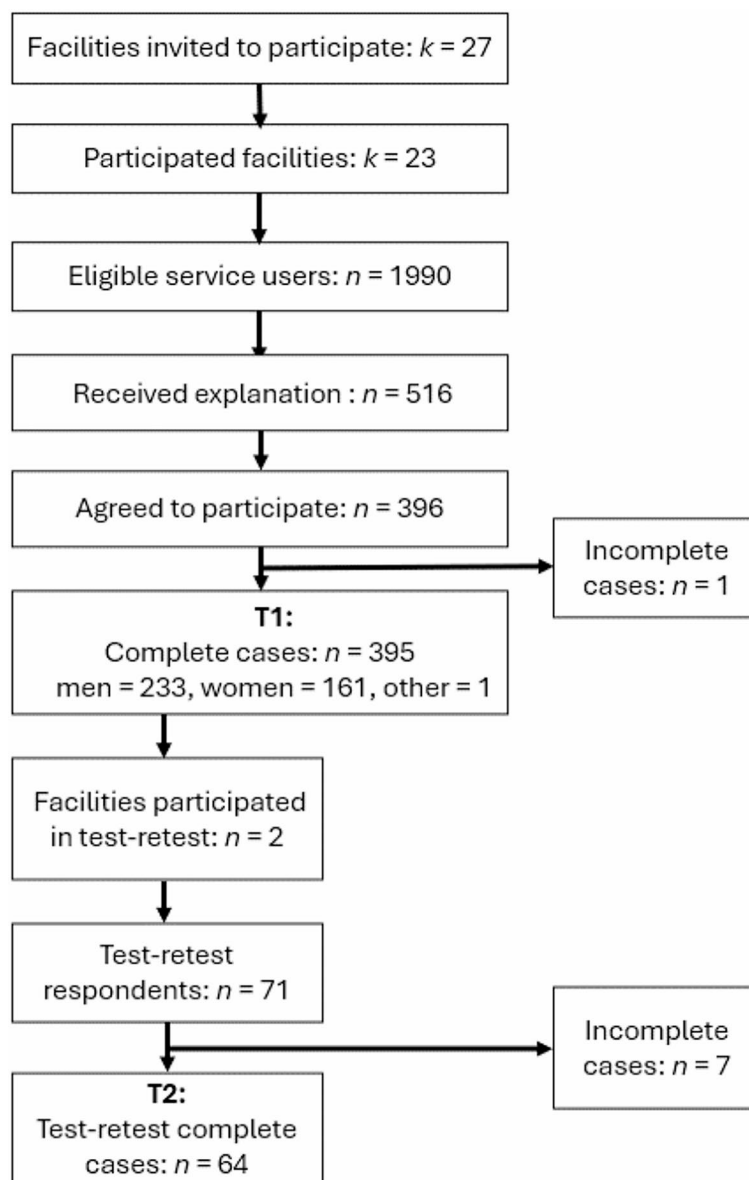 Facilities invited to participate: k = 27
Participated facilities: k = 23
Eligible service users: n = 1990
Received explanation : n = 516
Agreed to participate: n = 396
Incomplete
cases: n = 1
T1:
Complete cases: n = 395
men = 233, women = 161, other = 1
Facilities participated
in test-retest: n = 2
Test-retest
respondents: n = 71
Incomplete
cases: n = 7
T2:
Test-retest complete
cases: n = 64